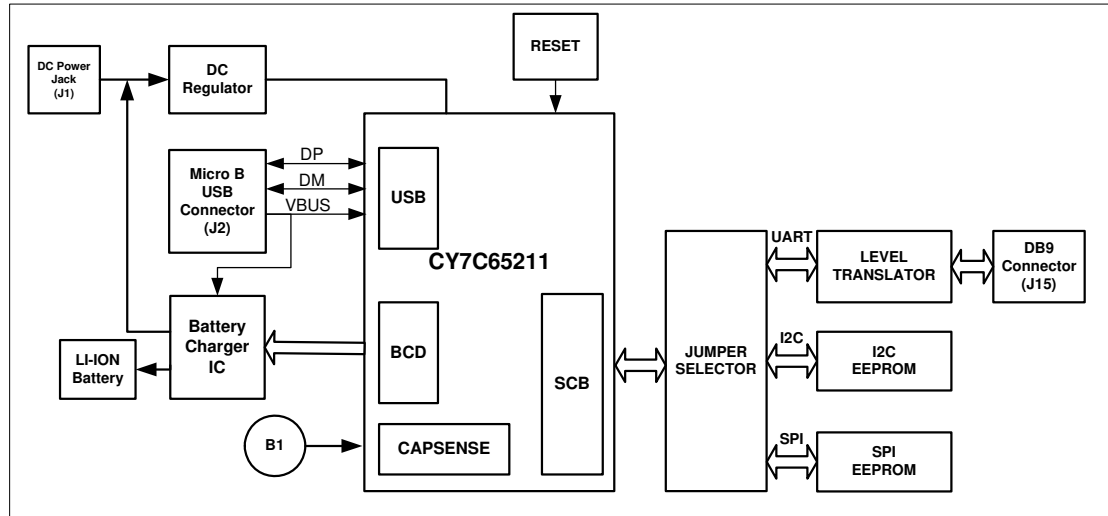 DC Power
Jack
(J1)
DC
Regulator
RESET
Micro B
USB
Connector
(J2)
DP
DM
VBUS
USB
CY7C65211
Battery
Charger
IC
LI-ION
Battery
BCD
SCB
B1
CAPSENSE
JUMPER
SELECTOR
UART
LEVEL
TRANSLATOR
DB9
Connector
(J15)
I2C
I2C
EEPROM
SPI
SPI
EEPROM